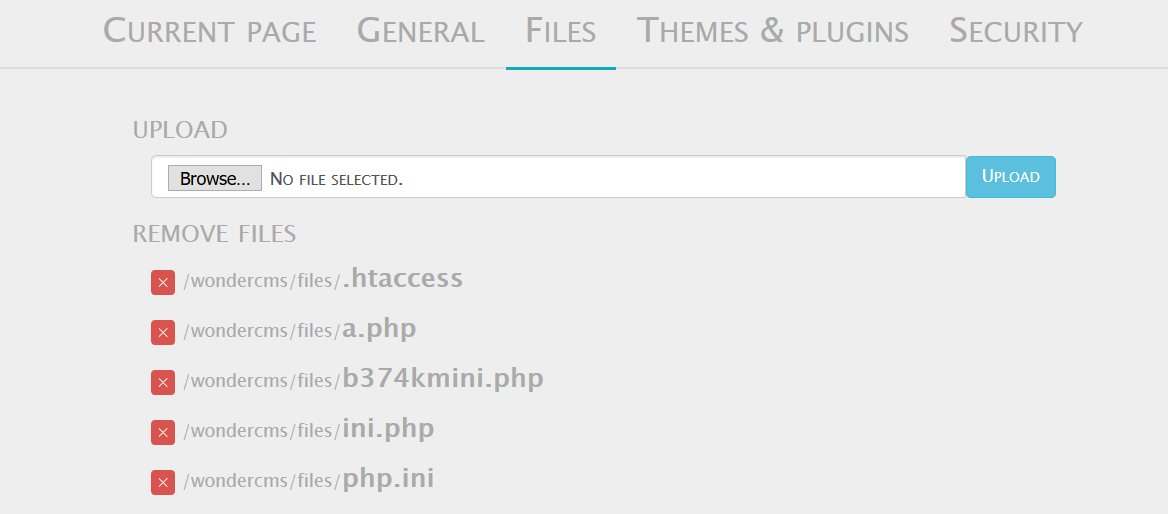 Current page General Files Themes & plugins Security
UPLOAD
Browse... No file selected. Upload
REMOVE FILES
× /wondercms/files/.htaccess
× /wondercms/files/a.php
× /wondercms/files/b374kmini.php
× /wondercms/files/ini.php
× /wondercms/files/php.ini